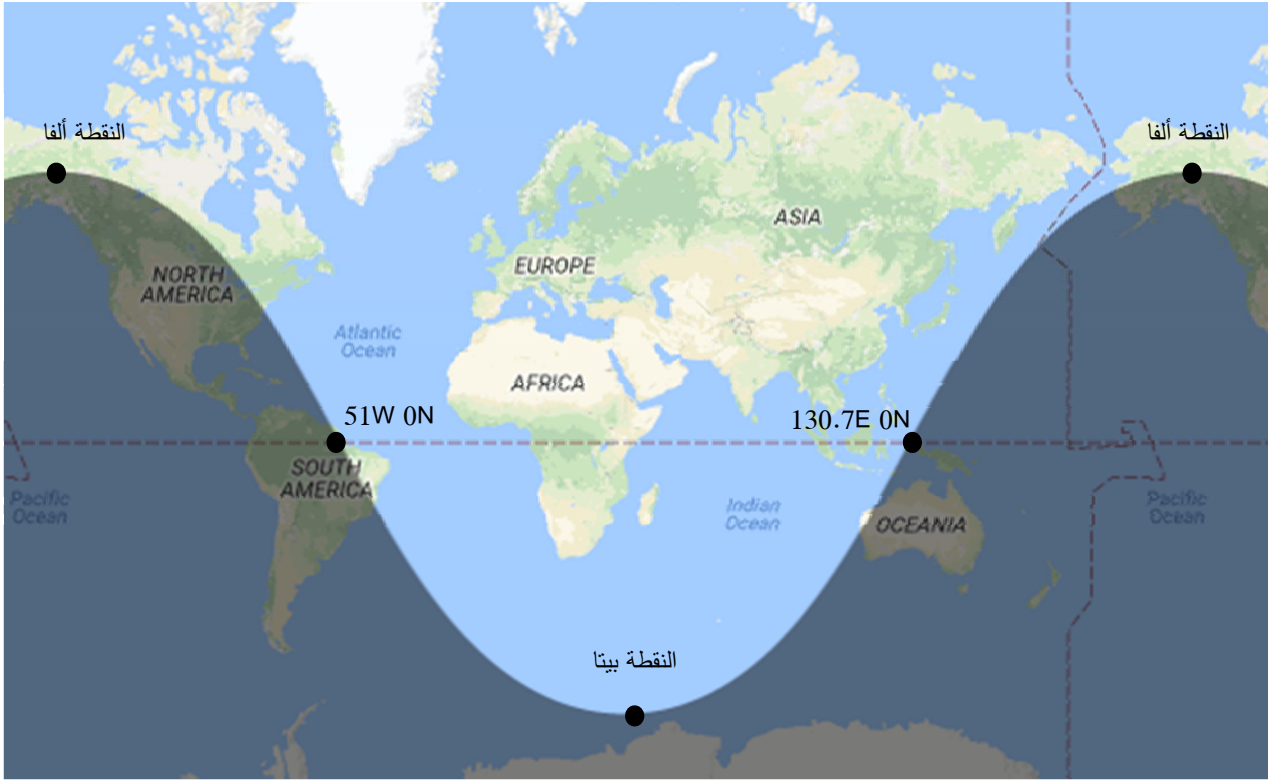 النقطة ألفا
النقطة ألفا
ASIA
EUROPE
NORTH
AMERICA
Atlantic
Ocean
AFRICA
51W 0N
130.7E 0N
SOUTH
AMERICA
Pacific
Ocean
Indian
Ocean
OCEANIA
Pacific
Ocean
النقطة بيتا